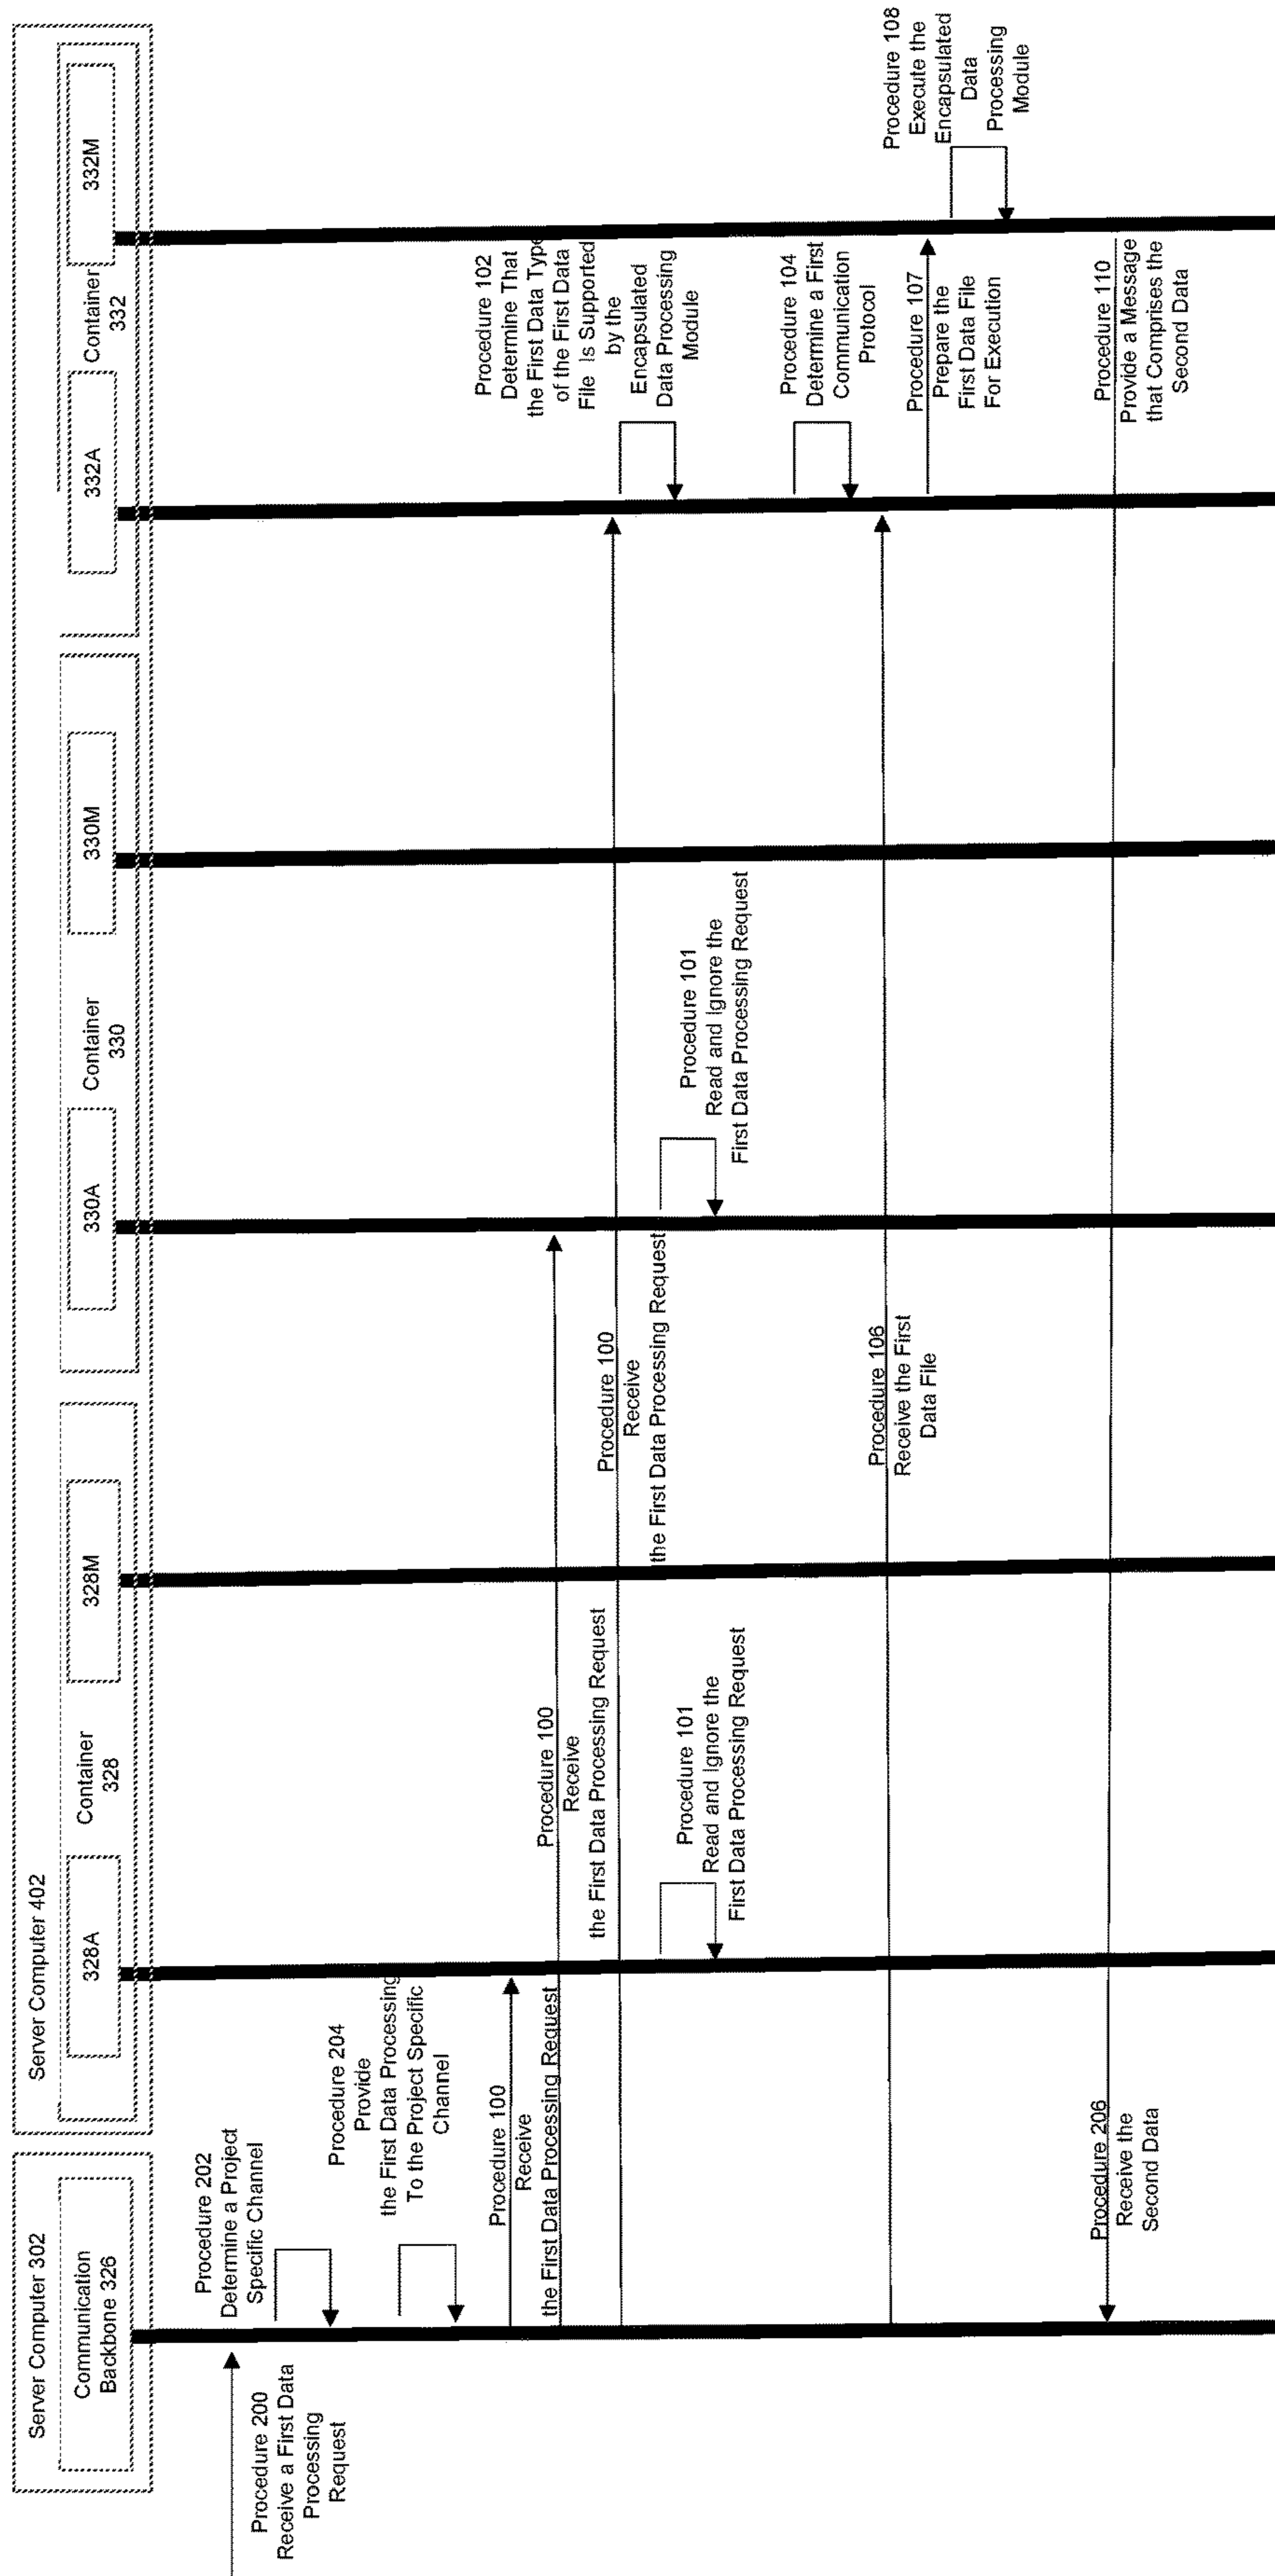 Server Computer 302
Communication
Backbone 326
Server Computer 402
328A
Container
328
328M
330A
Container
330
330M
332A
Container
332
332M
Procedure 200
Receive a First Data
Processing
Request
Procedure 202
Determine a Project
Specific Channel
Procedure 204
Provide
the First Data Processing
To the Project Specific
Channel
Procedure 100
Receive
the First Data Processing Request
Procedure 100
Receive
the First Data Processing Request
Procedure 100
Receive
the First Data Processing Request
Procedure 101
Read and Ignore the
First Data Processing Request
Procedure 101
Read and Ignore the
First Data Processing Request
Procedure 102
Determine That
the First Data Type
of the First Data
File Is Supported
by the
Encapsulated
Data Processing
Module
Procedure 104
Determine a First
Communication
Protocol
Procedure 106
Receive the First
Data File
Procedure 107
Prepare the
First Data File
For Execution
Procedure 108
Execute the
Encapsulated
Data
Processing
Module
Procedure 110
Provide a Message
that Comprises the
Second Data
Procedure 206
Receive the
Second Data